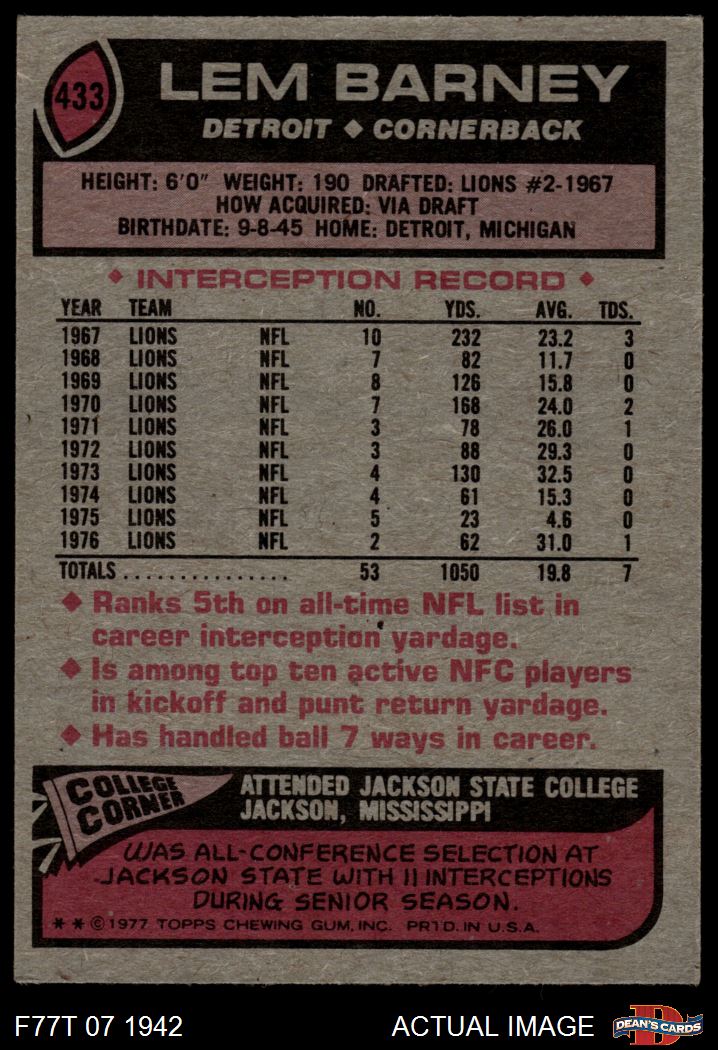 433
LEM BARNEY
DETROIT ◆ CORNERBACK
HEIGHT: 6'0" WEIGHT: 190 DRAFTED: LIONS #2-1967
HOW ACQUIRED: VIA DRAFT
BIRTHDATE: 9-8-45 HOME: DETROIT, MICHIGAN
◆ INTERCEPTION RECORD ◆
YEAR TEAM NO. YDS. AVG. TDS.
1967 LIONS NFL 10 232 23.2 3
1968 LIONS NFL 7 82 11.7 0
1969 LIONS NFL 8 126 15.8 0
1970 LIONS NFL 7 168 24.0 2
1971 LIONS NFL 3 78 26.0 1
1972 LIONS NFL 3 88 29.3 0
1973 LIONS NFL 4 130 32.5 0
1974 LIONS NFL 4 61 15.3 0
1975 LIONS NFL 5 23 4.6 0
1976 LIONS NFL 2 62 31.0 1
TOTALS ............... 53 1050 19.8 7
◆ Ranks 5th on all-time NFL list in
career interception yardage.
◆ Is among top ten active NFC players
in kickoff and punt return yardage.
◆ Has handled ball 7 ways in career.
COLLEGE
CORNER
ATTENDED JACKSON STATE COLLEGE
JACKSON, MISSISSIPPI
WAS ALL-CONFERENCE SELECTION AT
JACKSON STATE WITH 11 INTERCEPTIONS
DURING SENIOR SEASON.
** © 1977 TOPPS CHEWING GUM, INC. PRTD. IN U.S.A.
F77T 07 1942
ACTUAL IMAGE
D
DEAN'S CARDS